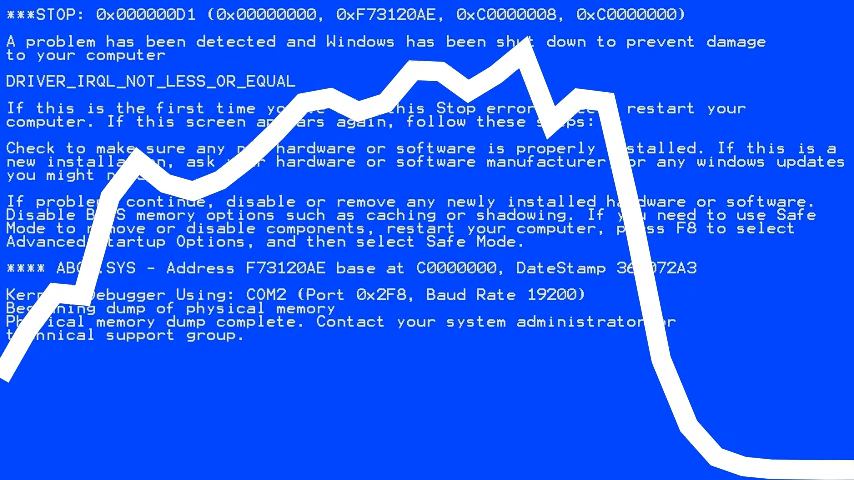 ***STOP: 0x000000D1 (0x00000000, 0xF73120AE, 0xC0000008, 0xC0000000)
A problem has been detected and Windows has been shut down to prevent damage
to your computer
DRIVER_IRQL_NOT_LESS_OR_EQUAL
If this is the first time this Stop error restart your
computer. If this screen appears again, follow these steps:
Check to make sure any new hardware or software is properly installed. If this is a
new installation, ask your hardware or software manufacturer for any windows updates
you might
If problems continue, disable or remove any newly installed hardware or software.
Disable BIOS memory options such as caching or shadowing. If you need to use Safe
Mode to remove or disable components, restart your computer, press F8 to select
Advanced Startup Options, and then select Safe Mode.
**** - Address F73120AE base at C0000000, DateStamp
Kernel Debugger Using: COM2 (Port 0x2F8, Baud Rate 19200)
Beginning dump of physical memory
Physical memory dump complete. Contact your system administrator or
technical support group.